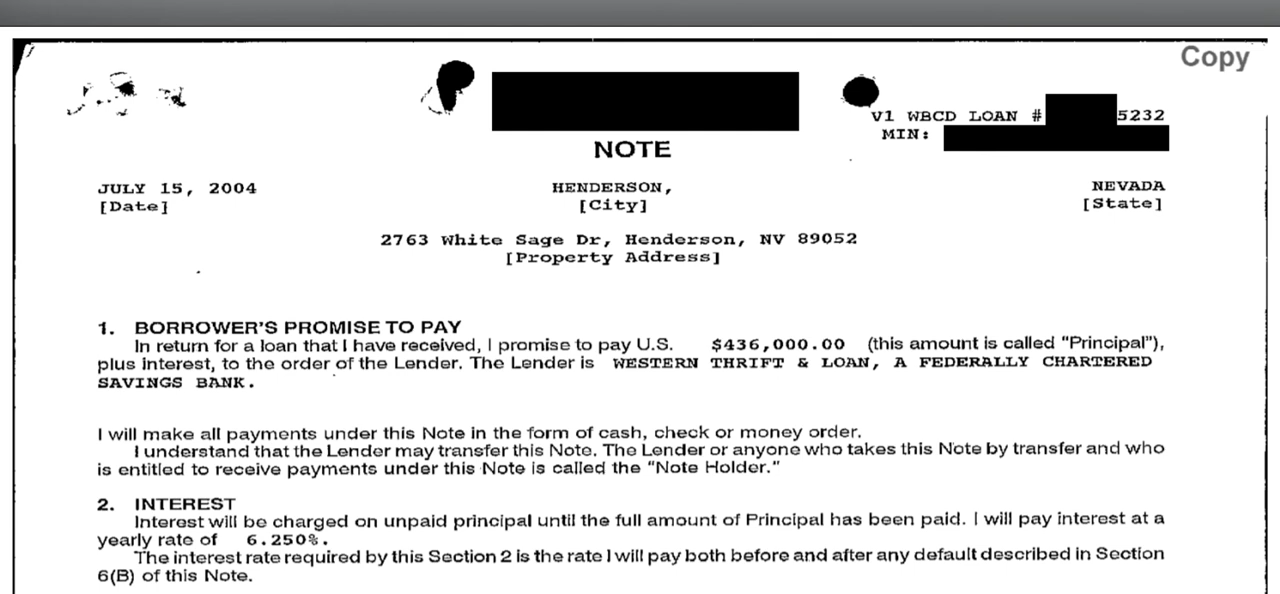 Copy
V1 WBCD LOAN # 5232
MIN:
NOTE
JULY 15, 2004 HENDERSON, NEVADA
[Date] [City] [State]
2763 White Sage Dr, Henderson, NV 89052
[Property Address]
1. BORROWER'S PROMISE TO PAY
In return for a loan that I have received, I promise to pay U.S. $436,000.00 (this amount is called "Principal"),
plus interest, to the order of the Lender. The Lender is WESTERN THRIFT & LOAN, A FEDERALLY CHARTERED
SAVINGS BANK.
I will make all payments under this Note in the form of cash, check or money order.
I understand that the Lender may transfer this Note. The Lender or anyone who takes this Note by transfer and who
is entitled to receive payments under this Note is called the "Note Holder."
2. INTEREST
Interest will be charged on unpaid principal until the full amount of Principal has been paid. I will pay interest at a
yearly rate of 6.250%.
The interest rate required by this Section 2 is the rate I will pay both before and after any default described in Section
6(B) of this Note.